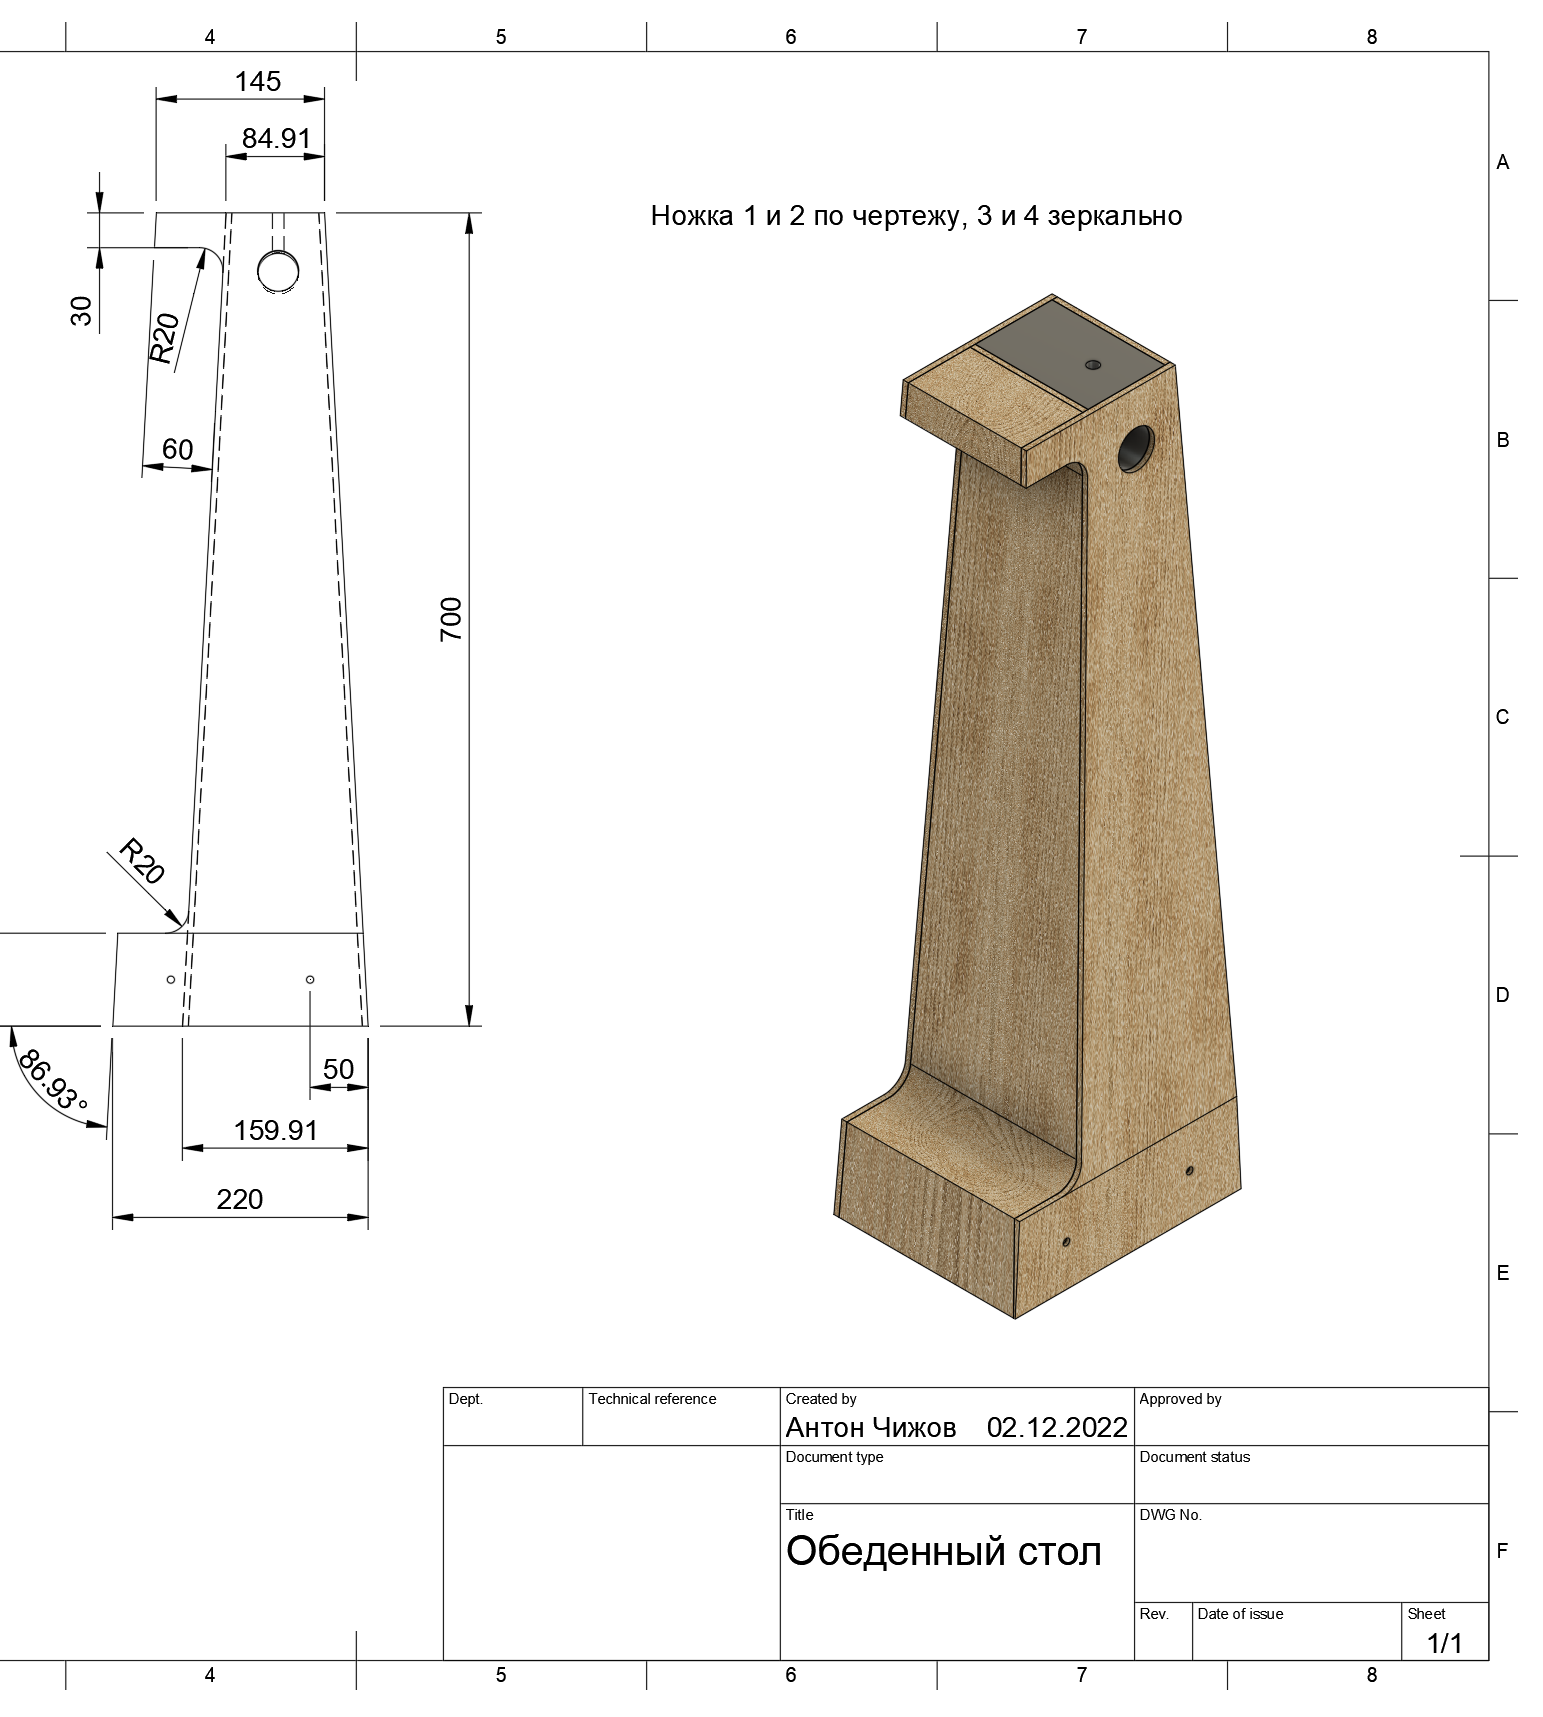 4 5 6 7 8
145
84.91
A
Ножка 1 и 2 по чертежу, 3 и 4 зеркально
30
R20
B
60
700
C
R20
D
86.93°
50
159.91
220
E
Dept. Technical reference Created by Approved by
Антон Чижов 02.12.2022
Document type Document status
Title DWG No.
Обеденный стол
F
Rev. Date of issue Sheet
1/1
4 5 6 7 8